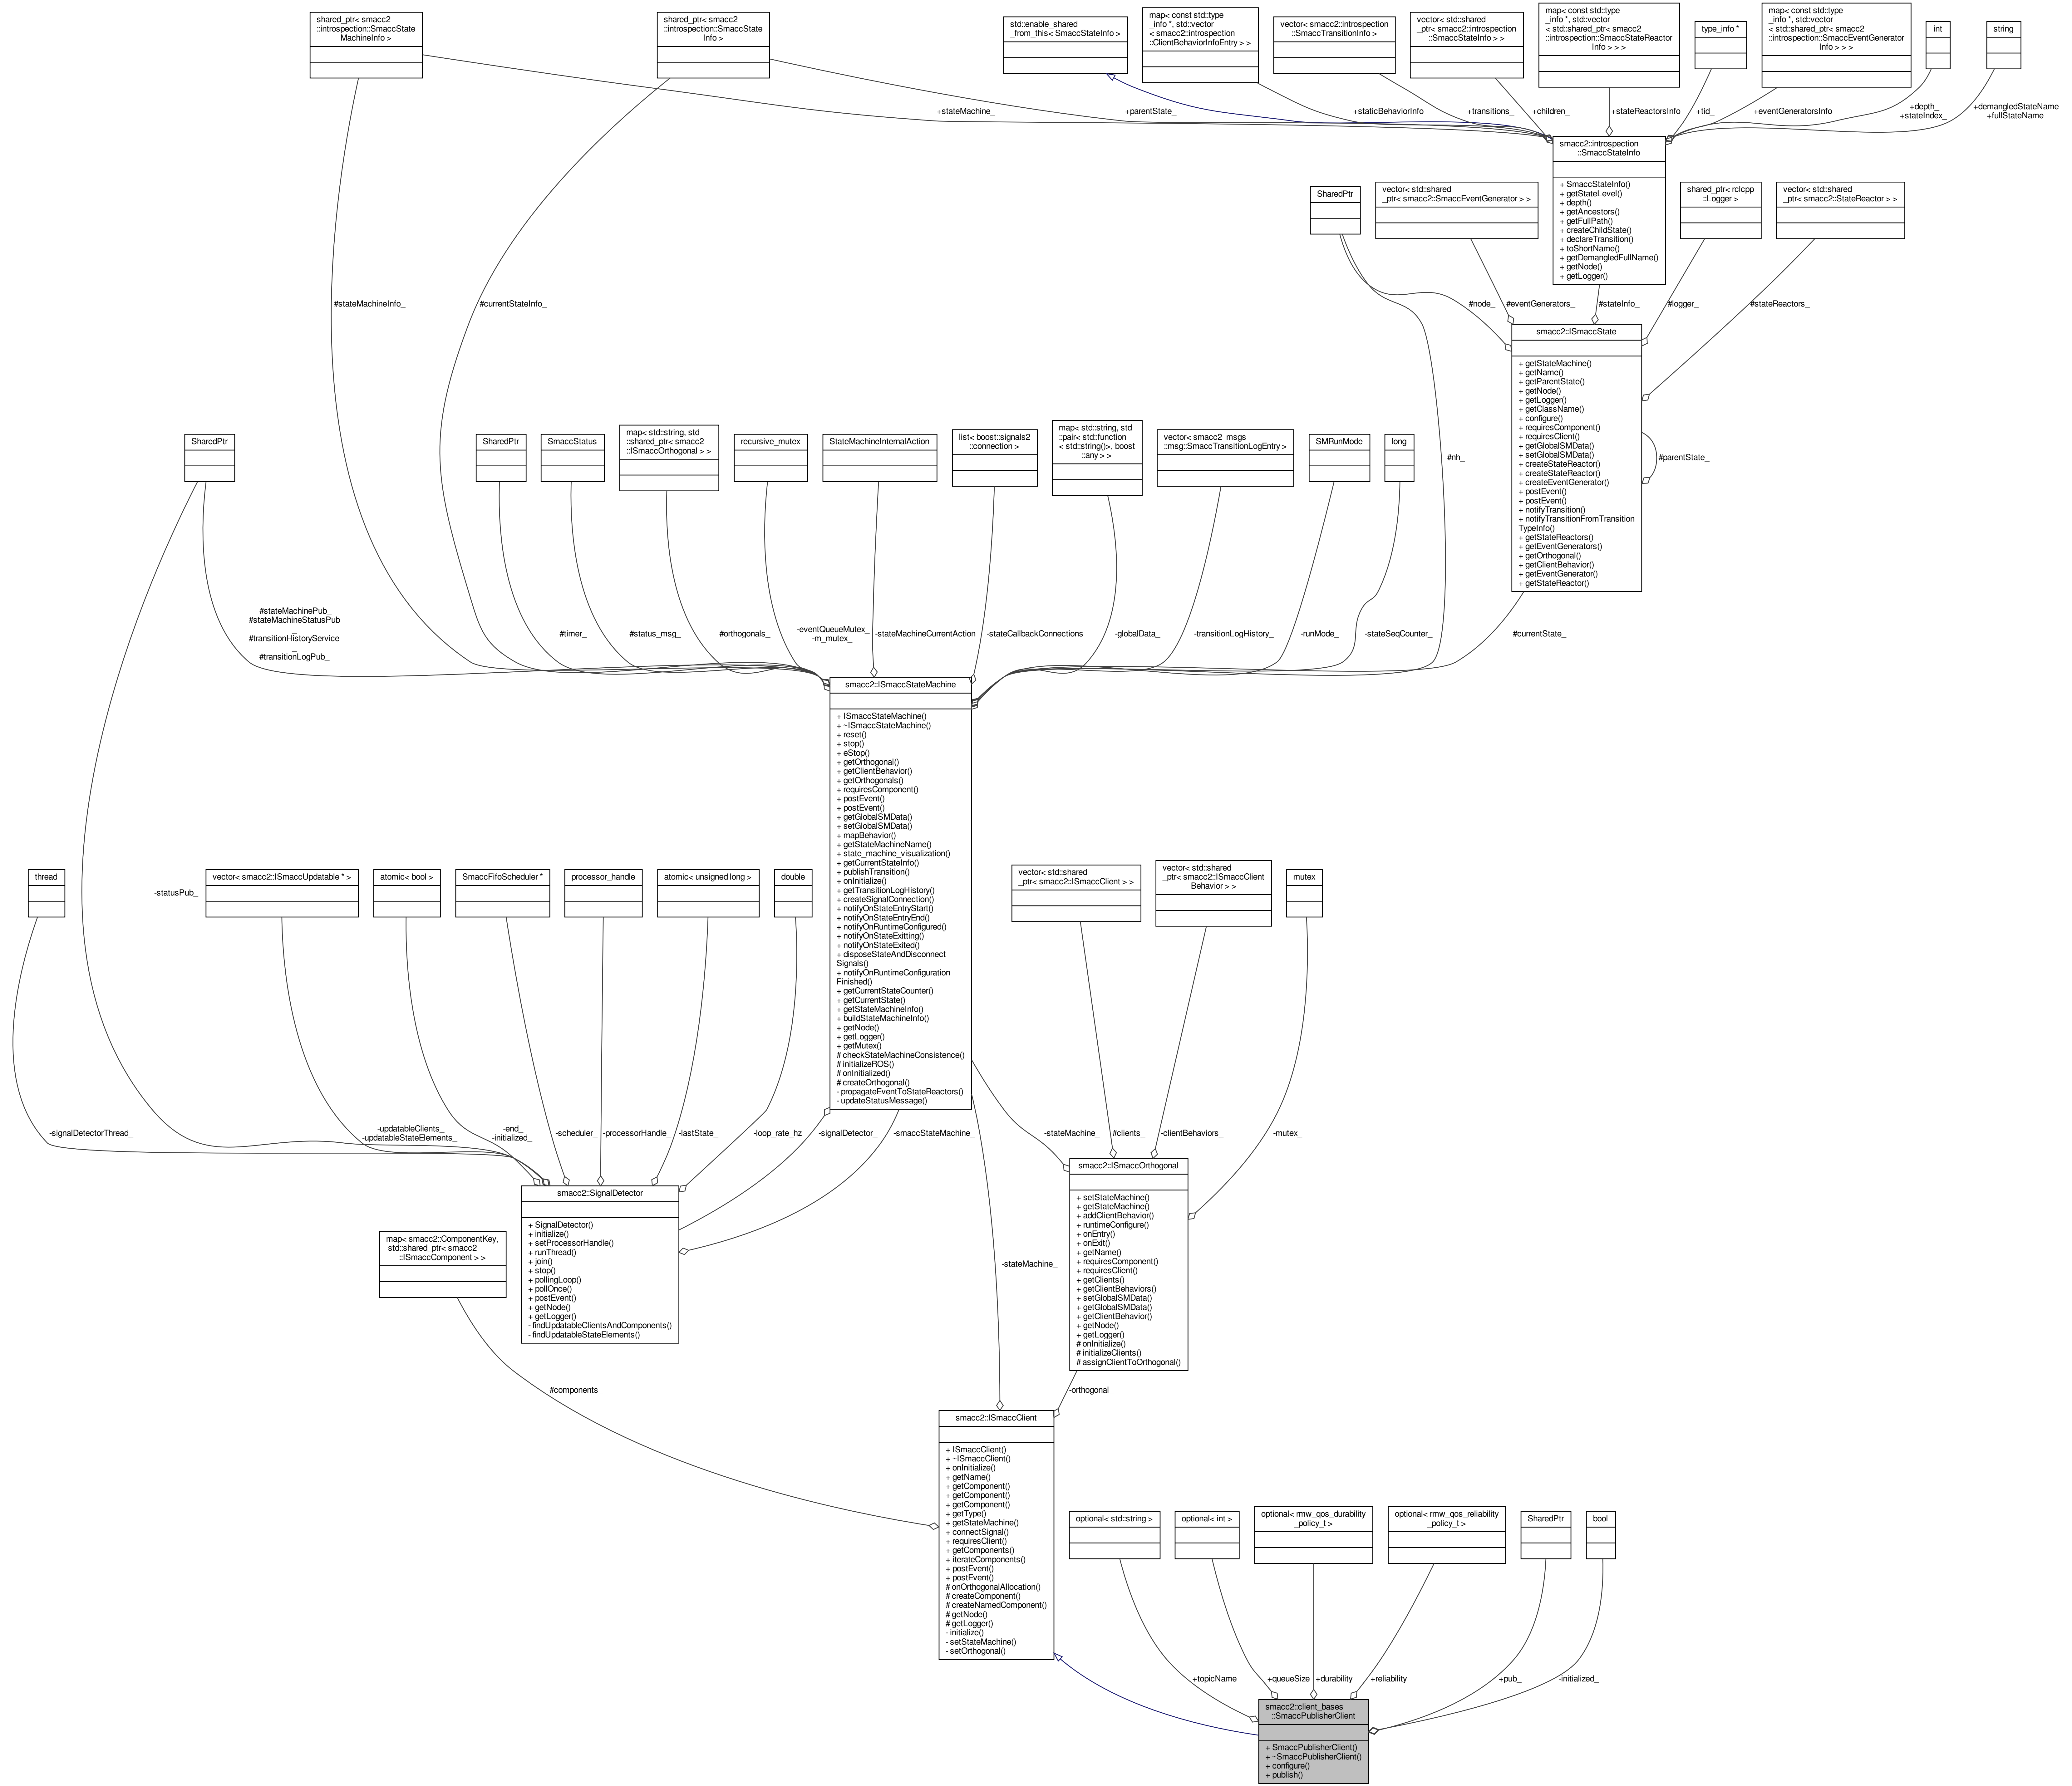 shared_ptr< smacc2
::introspection::SmaccState
MachineInfo >
shared_ptr< smacc2
::introspection::SmaccState
Info >
std::enable_shared
_from_this< SmaccStateInfo >
map< const std::type
_info *, std::vector
< smacc2::introspection
::ClientBehaviorInfoEntry > >
vector< smacc2::introspection
::SmaccTransitionInfo >
vector< std::shared
_ptr< smacc2::introspection
::SmaccStateInfo > >
map< const std::type
_info *, std::vector
< std::shared_ptr< smacc2
::introspection::SmaccStateReactor
Info > > >
type_info *
map< const std::type
_info *, std::vector
< std::shared_ptr< smacc2
::introspection::SmaccEventGenerator
Info > > >
int
string
+stateMachine_
+parentState_
+staticBehaviorInfo
+transitions_
+children_
+stateReactorsInfo
+tid_
+eventGeneratorsInfo
+depth_
+stateIndex_
+demangledStateName
+fullStateName
smacc2::introspection
::SmaccStateInfo
+ SmaccStateInfo()
+ getStateLevel()
+ depth()
+ getAncestors()
+ getFullPath()
+ createChildState()
+ declareTransition()
+ toShortName()
+ getDemangledFullName()
+ getNode()
+ getLogger()
SharedPtr
vector< std::shared
_ptr< smacc2::SmaccEventGenerator > >
shared_ptr< rclcpp
::Logger >
vector< std::shared
_ptr< smacc2::StateReactor > >
#stateMachineInfo_
#currentStateInfo_
#node_
#eventGenerators_
#stateInfo_
#logger_
#stateReactors_
smacc2::ISmaccState
+ getStateMachine()
+ getName()
+ getParentState()
+ getNode()
+ getLogger()
+ getClassName()
+ configure()
+ requiresComponent()
+ requiresClient()
+ getGlobalSMData()
+ setGlobalSMData()
+ createStateReactor()
+ createStateReactor()
+ createEventGenerator()
+ postEvent()
+ postEvent()
+ notifyTransition()
+ notifyTransitionFromTransition
TypeInfo()
+ getStateReactors()
+ getEventGenerators()
+ getOrthogonal()
+ getClientBehavior()
+ getEventGenerator()
+ getStateReactor()
#parentState_
#nh_
SharedPtr
SharedPtr
SmaccStatus
map< std::string, std
::shared_ptr< smacc2
::ISmaccOrthogonal > >
recursive_mutex
StateMachineInternalAction
list< boost::signals2
::connection >
map< std::string, std
::pair< std::function
< std::string()>, boost
::any > >
vector< smacc2_msgs
::msg::SmaccTransitionLogEntry >
SMRunMode
long
#stateMachinePub_
#stateMachineStatusPub
_
#transitionHistoryService
_
#transitionLogPub_
#timer_
#status_msg_
#orthogonals_
-eventQueueMutex_
-m_mutex_
-stateMachineCurrentAction
-stateCallbackConnections
-globalData_
-transitionLogHistory_
-runMode_
-stateSeqCounter_
#currentState_
smacc2::ISmaccStateMachine
+ ISmaccStateMachine()
+ ~ISmaccStateMachine()
+ reset()
+ stop()
+ eStop()
+ getOrthogonal()
+ getClientBehavior()
+ getOrthogonals()
+ requiresComponent()
+ postEvent()
+ postEvent()
+ getGlobalSMData()
+ setGlobalSMData()
+ mapBehavior()
+ getStateMachineName()
+ state_machine_visualization()
+ getCurrentStateInfo()
+ publishTransition()
+ onInitialize()
+ getTransitionLogHistory()
+ createSignalConnection()
+ notifyOnStateEntryStart()
+ notifyOnStateEntryEnd()
+ notifyOnRuntimeConfigured()
+ notifyOnStateExitting()
+ notifyOnStateExited()
+ disposeStateAndDisconnect
Signals()
+ notifyOnRuntimeConfiguration
Finished()
+ getCurrentStateCounter()
+ getCurrentState()
+ getStateMachineInfo()
+ buildStateMachineInfo()
+ getNode()
+ getLogger()
+ getMutex()
# checkStateMachineConsistence()
# initializeROS()
# onInitialized()
# createOrthogonal()
- propagateEventToStateReactors()
- updateStatusMessage()
thread
-statusPub_
vector< smacc2::ISmaccUpdatable * >
atomic< bool >
SmaccFifoScheduler *
processor_handle
atomic< unsigned long >
double
vector< std::shared
_ptr< smacc2::ISmaccClient > >
vector< std::shared
_ptr< smacc2::ISmaccClient
Behavior > >
mutex
-signalDetectorThread_
-updatableClients_
-updatableStateElements_
-end_
-initialized_
-scheduler_
-processorHandle_
-lastState_
-loop_rate_hz
-signalDetector_
-smaccStateMachine_
-stateMachine_
#clients_
-clientBehaviors_
-mutex_
smacc2::SignalDetector
+ SignalDetector()
+ initialize()
+ setProcessorHandle()
+ runThread()
+ join()
+ stop()
+ pollingLoop()
+ pollOnce()
+ postEvent()
+ getNode()
+ getLogger()
- findUpdatableClientsAndComponents()
- findUpdatableStateElements()
smacc2::ISmaccOrthogonal
+ setStateMachine()
+ getStateMachine()
+ addClientBehavior()
+ runtimeConfigure()
+ onEntry()
+ onExit()
+ getName()
+ requiresComponent()
+ requiresClient()
+ getClients()
+ getClientBehaviors()
+ setGlobalSMData()
+ getGlobalSMData()
+ getClientBehavior()
+ getNode()
+ getLogger()
# onInitialize()
# initializeClients()
# assignClientToOrthogonal()
map< smacc2::ComponentKey,
std::shared_ptr< smacc2
::ISmaccComponent > >
-stateMachine_
#components_
-orthogonal_
smacc2::ISmaccClient
+ ISmaccClient()
+ ~ISmaccClient()
+ onInitialize()
+ getName()
+ getComponent()
+ getComponent()
+ getComponent()
+ getType()
+ getStateMachine()
+ connectSignal()
+ requiresClient()
+ getComponents()
+ iterateComponents()
+ postEvent()
+ postEvent()
# onOrthogonalAllocation()
# createComponent()
# createNamedComponent()
# getNode()
# getLogger()
- initialize()
- setStateMachine()
- setOrthogonal()
optional< std::string >
optional< int >
optional< rmw_qos_durability
_policy_t >
optional< rmw_qos_reliability
_policy_t >
SharedPtr
bool
+topicName
+queueSize
+durability
+reliability
+pub_
-initialized_
smacc2::client_bases
::SmaccPublisherClient
+ SmaccPublisherClient()
+ ~SmaccPublisherClient()
+ configure()
+ publish()